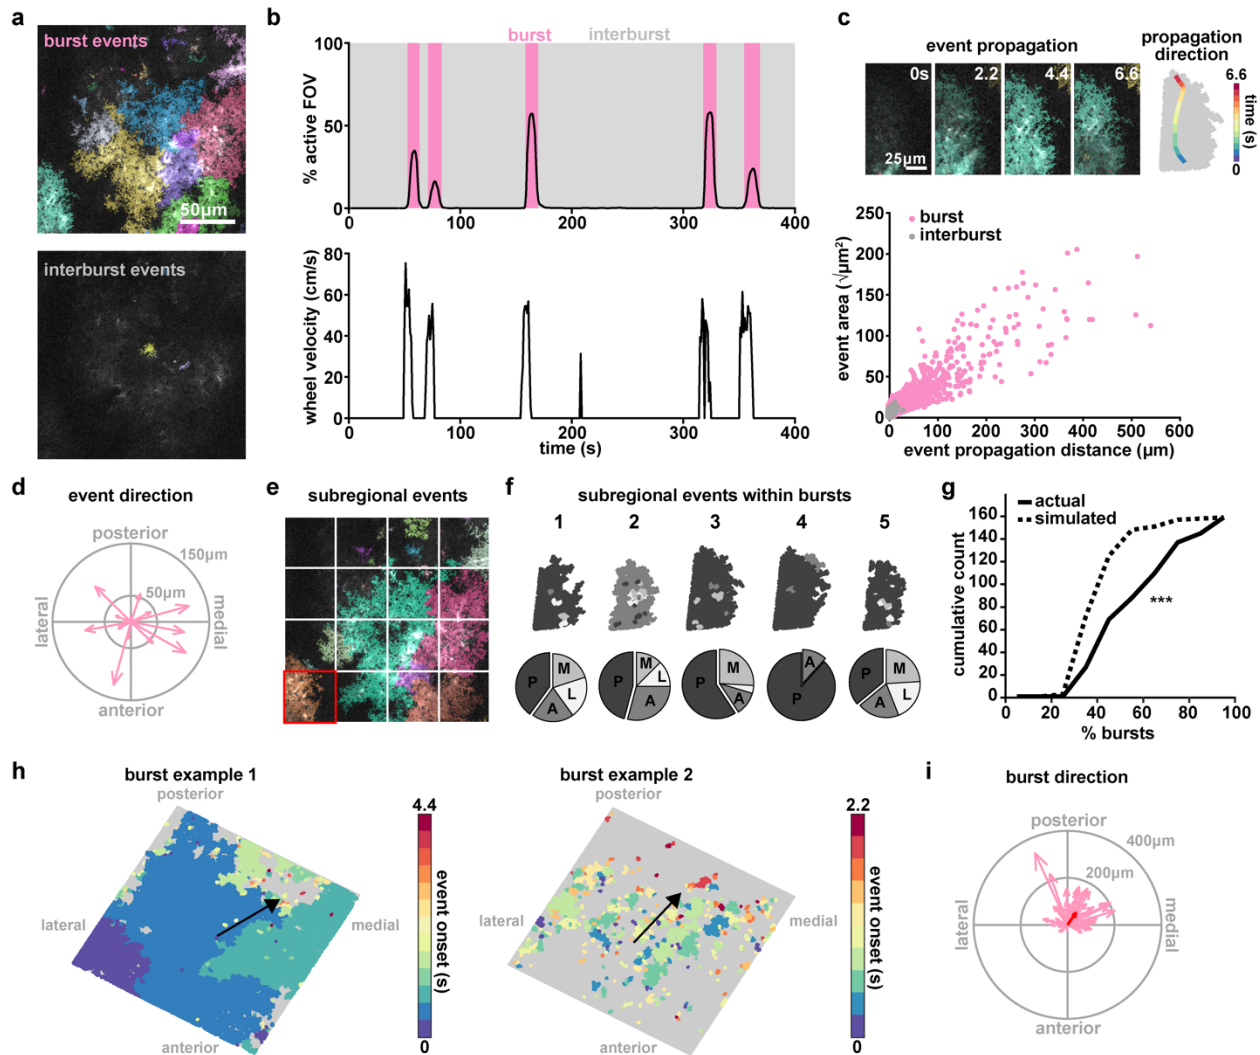 a
burst events
50µm
interburst events
b
burst
interburst
100
50
0
% active FOV
0
100
200
300
400
80
60
40
20
0
wheel velocity (cm/s)
0
100
200
300
400
time (s)
c
event propagation
0s
2.2
4.4
6.6
25µm
propagation
direction
6.6
time (s)
0
250
200
150
100
50
0
event area (√µm²)
burst
interburst
0
100
200
300
400
500
600
event propagation distance (µm)
d
event direction
posterior
150µm
50µm
lateral
medial
anterior
e
subregional events
f
subregional events within bursts
1
2
3
4
5
P
M
L
A
P
M
L
A
P
M
A
P
A
P
M
L
A
g
actual
simulated
160
140
120
100
80
60
40
20
0
cumulative count
***
0
20
40
60
80
100
% bursts
h
burst example 1
posterior
lateral
medial
anterior
4.4
event onset (s)
0
burst example 2
posterior
lateral
medial
anterior
2.2
event onset (s)
0
i
burst direction
posterior
400µm
200µm
lateral
medial
anterior